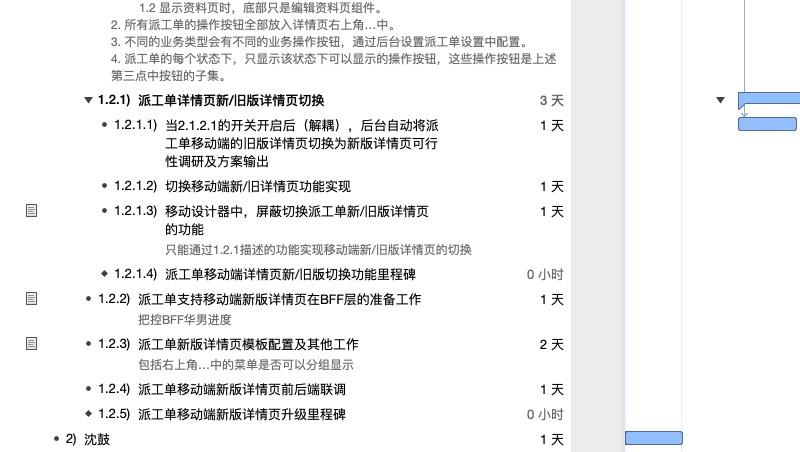 1.2 显示资料页时，底部只是编辑资料页组件。
2. 所有派工单的操作按钮全部放入详情页右上角…中。
3. 不同的业务类型会有不同的业务操作按钮，通过后台设置派工单设置中配置。
4. 派工单的每个状态下，只显示该状态下可以显示的操作按钮，这些操作按钮是上述
第三点中按钮的子集。
1.2.1) 派工单详情页新/旧版详情页切换 3 天
1.2.1.1) 当2.1.2.1的开关开启后（解耦），后台自动将派 1 天
工单移动端的旧版详情页切换为新版详情页可行
性调研及方案输出
1.2.1.2) 切换移动端新/旧详情页功能实现 1 天
1.2.1.3) 移动设计器中，屏蔽切换派工单新/旧版详情页 1 天
的功能
只能通过1.2.1描述的功能实现移动端新/旧版详情页的切换
1.2.1.4) 派工单移动端详情页新/旧版切换功能里程碑 0 小时
1.2.2) 派工单支持移动端新版详情页在BFF层的准备工作 1 天
把控BFF华男进度
1.2.3) 派工单新版详情页模板配置及其他工作 2 天
包括右上角…中的菜单是否可以分组显示
1.2.4) 派工单移动端新版详情页前后端联调 1 天
1.2.5) 派工单移动端新版详情页升级里程碑 0 小时
2) 沈鼓 1 天